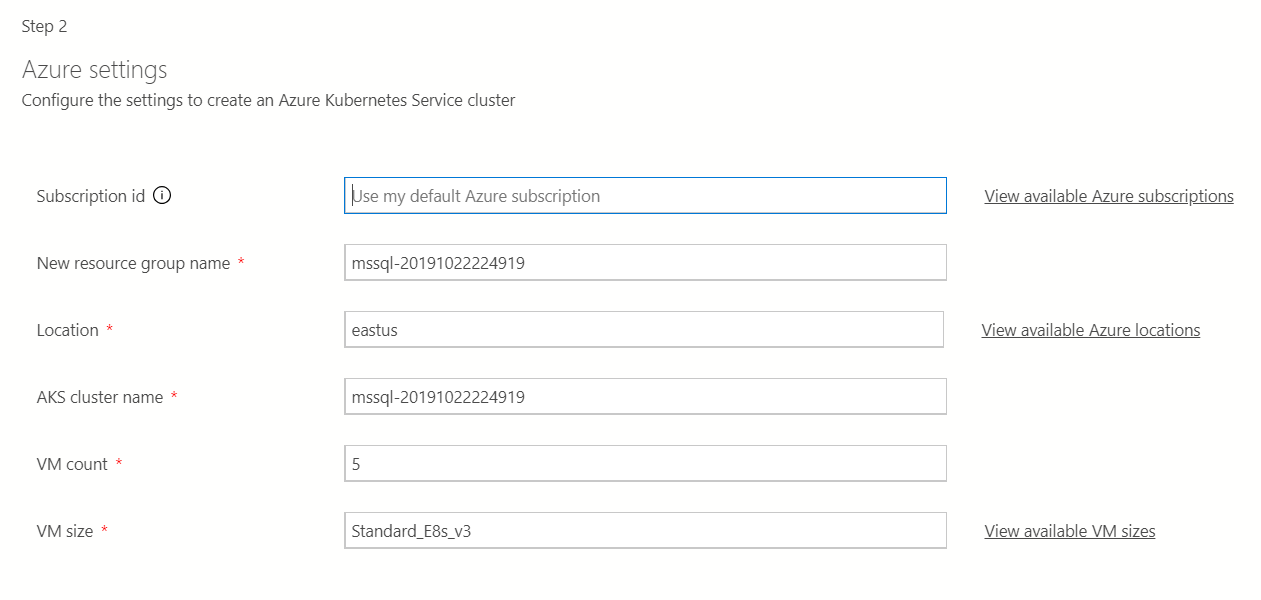 Step 2
Azure settings
Configure the settings to create an Azure Kubernetes Service cluster
Subscription id Use my default Azure subscription View available Azure subscriptions
New resource group name * mssql-20191022224919
Location * eastus View available Azure locations
AKS cluster name * mssql-20191022224919
VM count * 5
VM size * Standard_E8s_v3 View available VM sizes